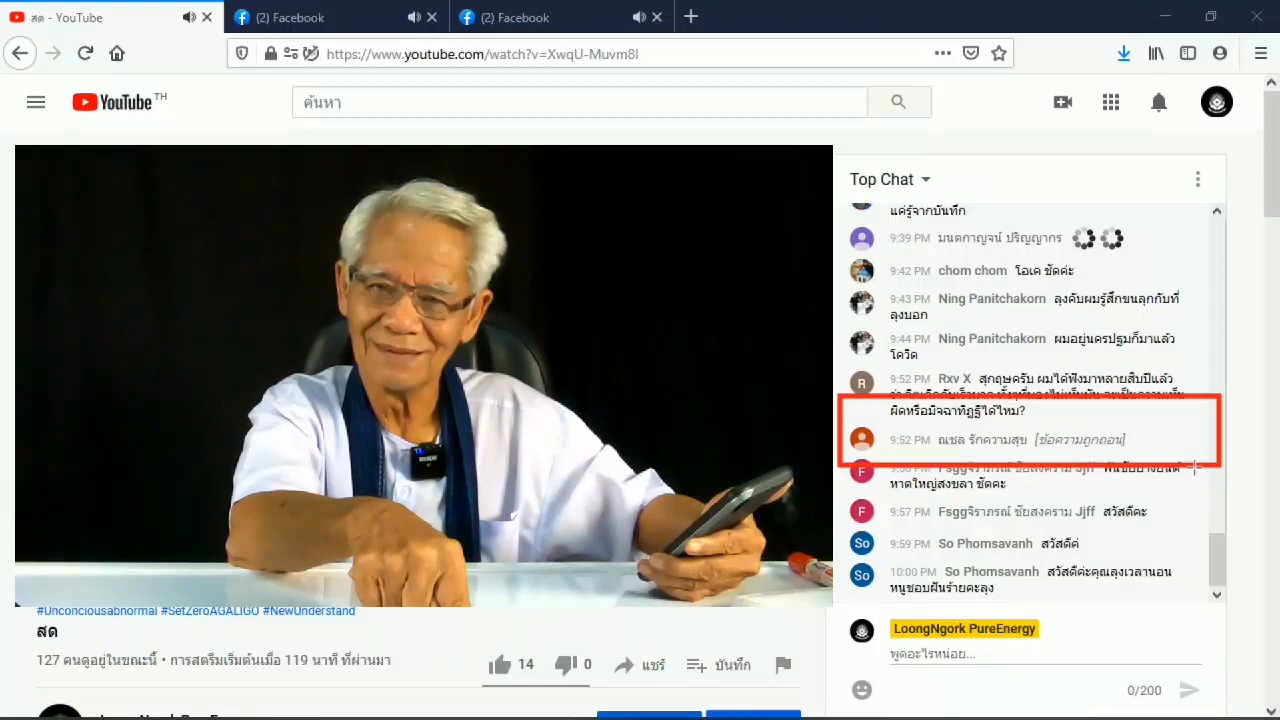 สด - YouTube
(2) Facebook
(2) Facebook
https://www.youtube.com/watch?v=XwqU-Muvm8I
YouTube TH
ค้นหา
Top Chat
แค่รู้จากบันทึก
9:39 PM มนตกาญจน์ ปริญญากร
9:42 PM chom chom โอเค ชัดค่ะ
9:43 PM Ning Panitchakorn ลุงคับผมรู้สึกขนลุกกับที่
ลุงบอก
9:44 PM Ning Panitchakorn ผมอยู่นครปฐมก็มาแล้ว
โควิด
9:52 PM Rxv X สุกฤษครับ ผมได้ฟังมาหลายสิบปีแล้ว
ผิดหรือมิจฉาทิฏฐิได้ไหม?
9:52 PM ณชล รักความสุข [ข้อความถูกถอน]
Fsggจิราภรณ์ ชัยสงคราม Jjff
หาดใหญ่สงขลา ชัดคะ
9:57 PM Fsggจิราภรณ์ ชัยสงคราม Jjff สวัสดีคะ
9:59 PM So Phomsavanh สวัสดีค่
10:00 PM So Phomsavanh สวัสดีค่ะคุณลุงเวลานอน
หนูชอบฝันร้ายคะลุง
LoongNgork PureEnergy
พูดอะไรหน่อย...
0/200
#Unconciousabnormal #SetZeroAGALIGO #NewUnderstand
สด
127 คนดูอยู่ในขณะนี้ • การสตรีมเริ่มต้นเมื่อ 119 นาที ที่ผ่านมา
14 0 แชร์ บันทึก